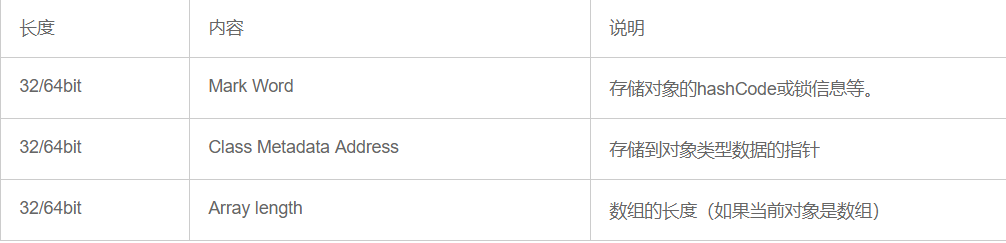 长度 内容 说明
32/64bit Mark Word 存储对象的hashCode或锁信息等。
32/64bit Class Metadata Address 存储到对象类型数据的指针
32/64bit Array length 数组的长度（如果当前对象是数组）